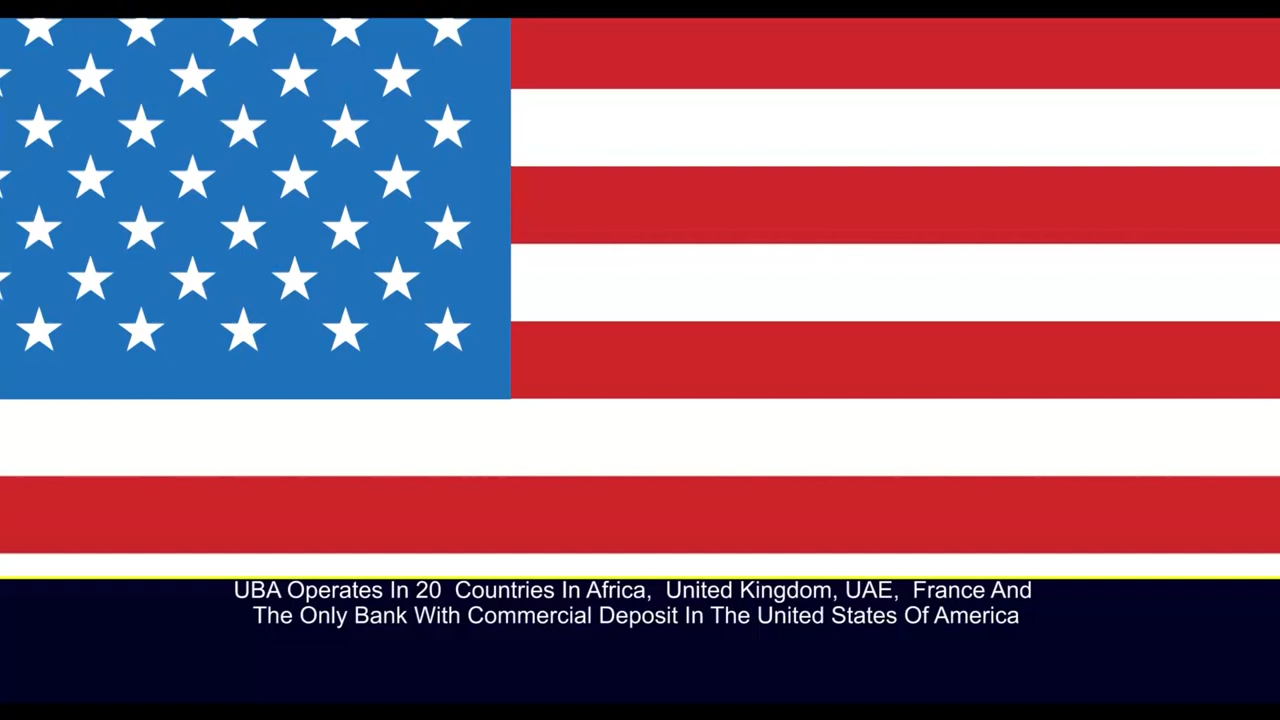 UBA Operates In 20  Countries In Africa,  United Kingdom, UAE,  France And
The Only Bank With Commercial Deposit In The United States Of America